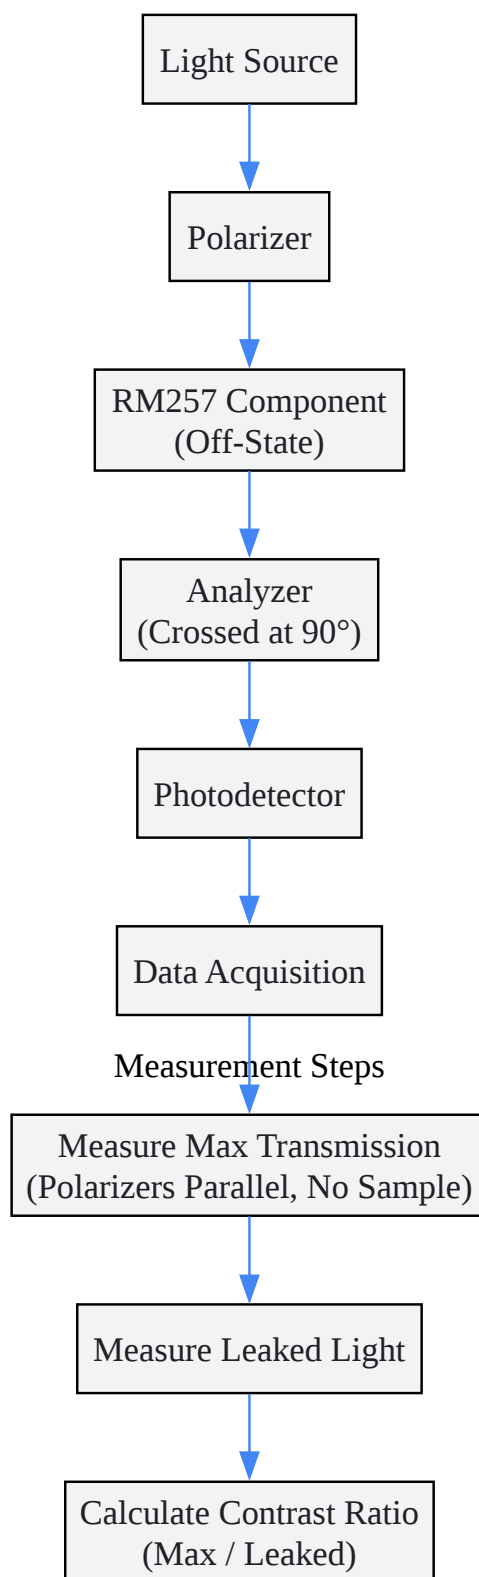 Light Source
Polarizer
RM257 Component
(Off-State)
Analyzer
(Crossed at 90°)
Photodetector
Data Acquisition
Measurement Steps
Measure Max Transmission
(Polarizers Parallel, No Sample)
Measure Leaked Light
Calculate Contrast Ratio
(Max / Leaked)